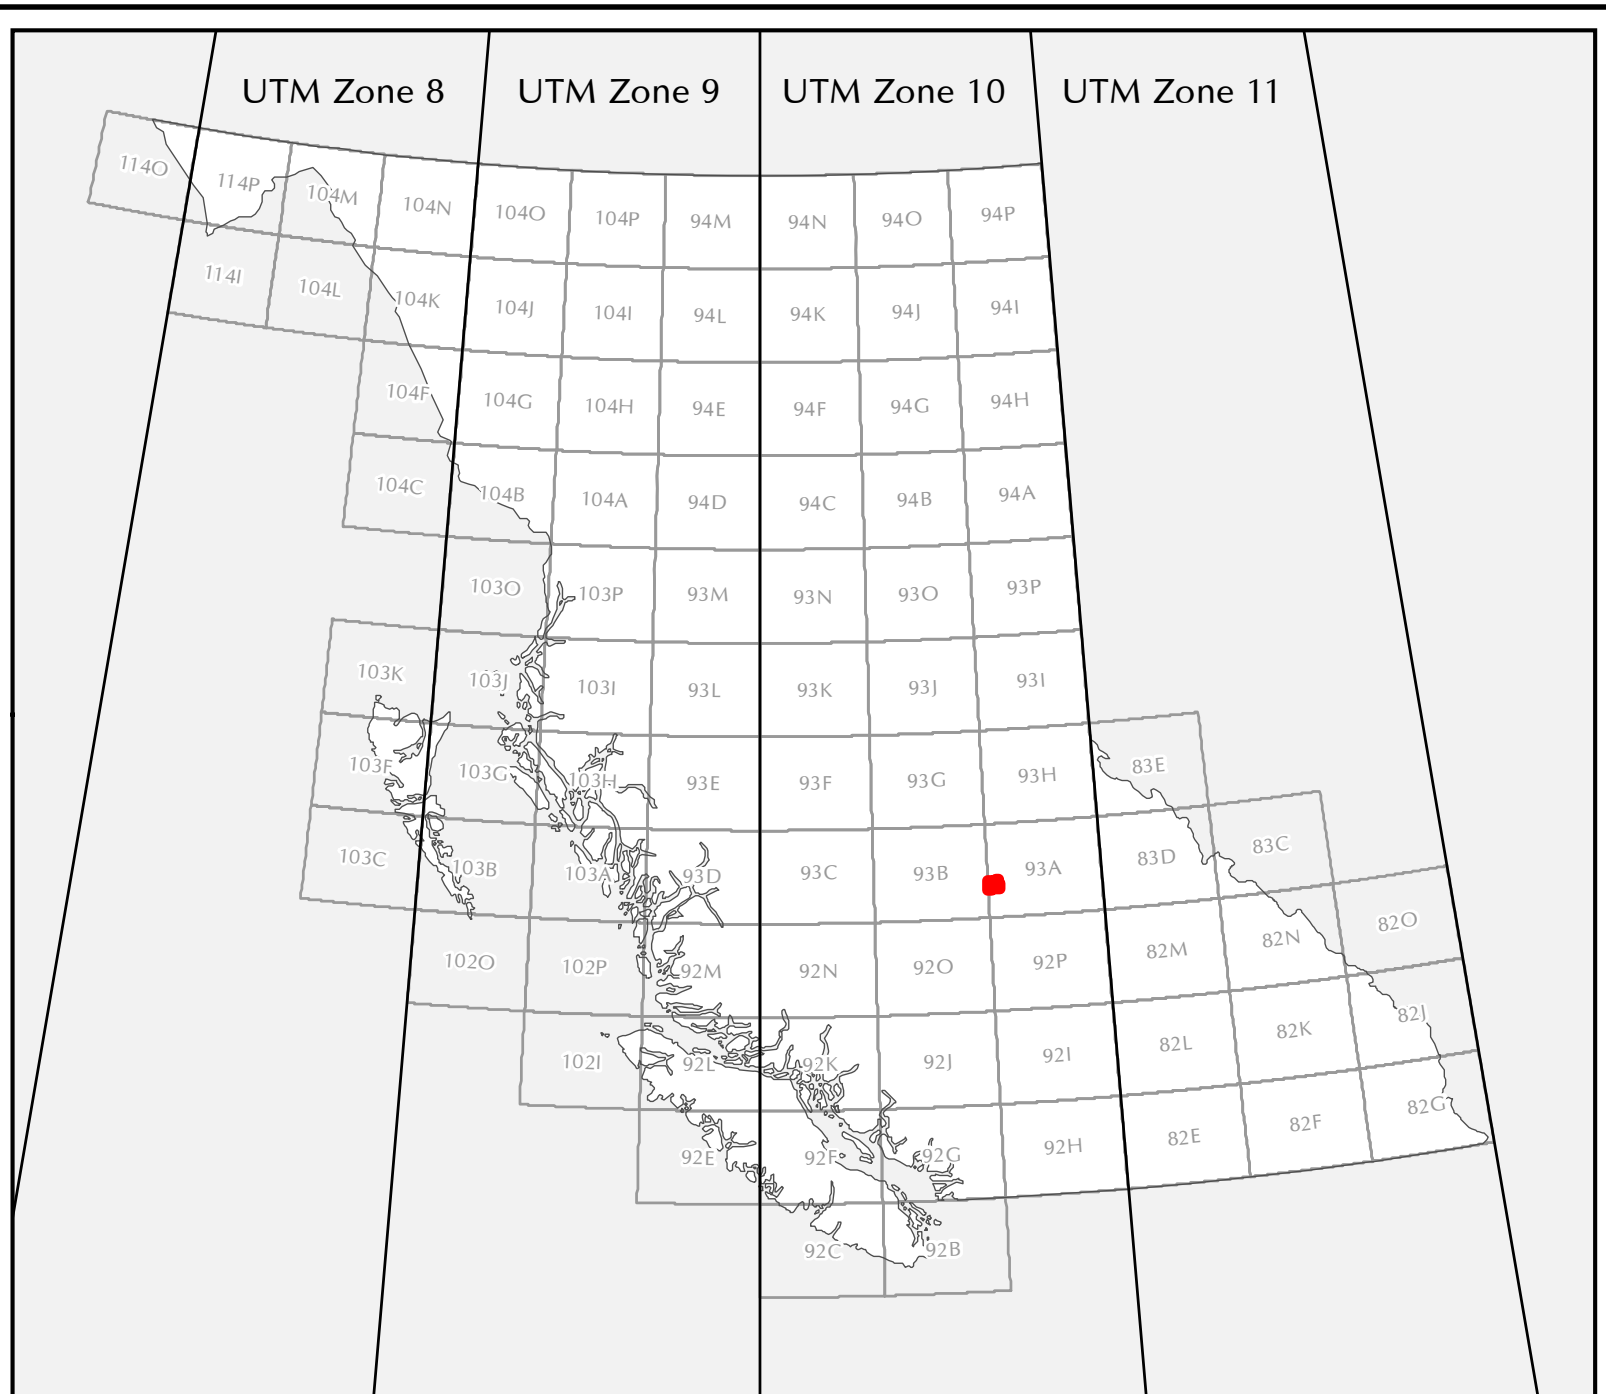 UTM Zone 8 UTM Zone 9 UTM Zone 10 UTM Zone 11
114O 114P 104M 104N 104O 104P 94M 94N 94O 94P
114I 104L 104K 104J 104I 94L 94K 94J 94I
104F 104G 104H 94E 94F 94G 94H
104C 104B 104A 94D 94C 94B 94A
103O 103P 93M 93N 93O 93P
103K 103J 103I 93L 93K 93J 93I
103F 103G 103H 93E 93F 93G 93H 83E
103C 103B 103A 93D 93C 93B 93A 83D 83C
102O 102P 92M 92N 92O 92P 82M 82N 82O
102I 92L 92K 92J 92I 82L 82K 82J
92E 92F 92G 92H 82E 82F 82G
92C 92B